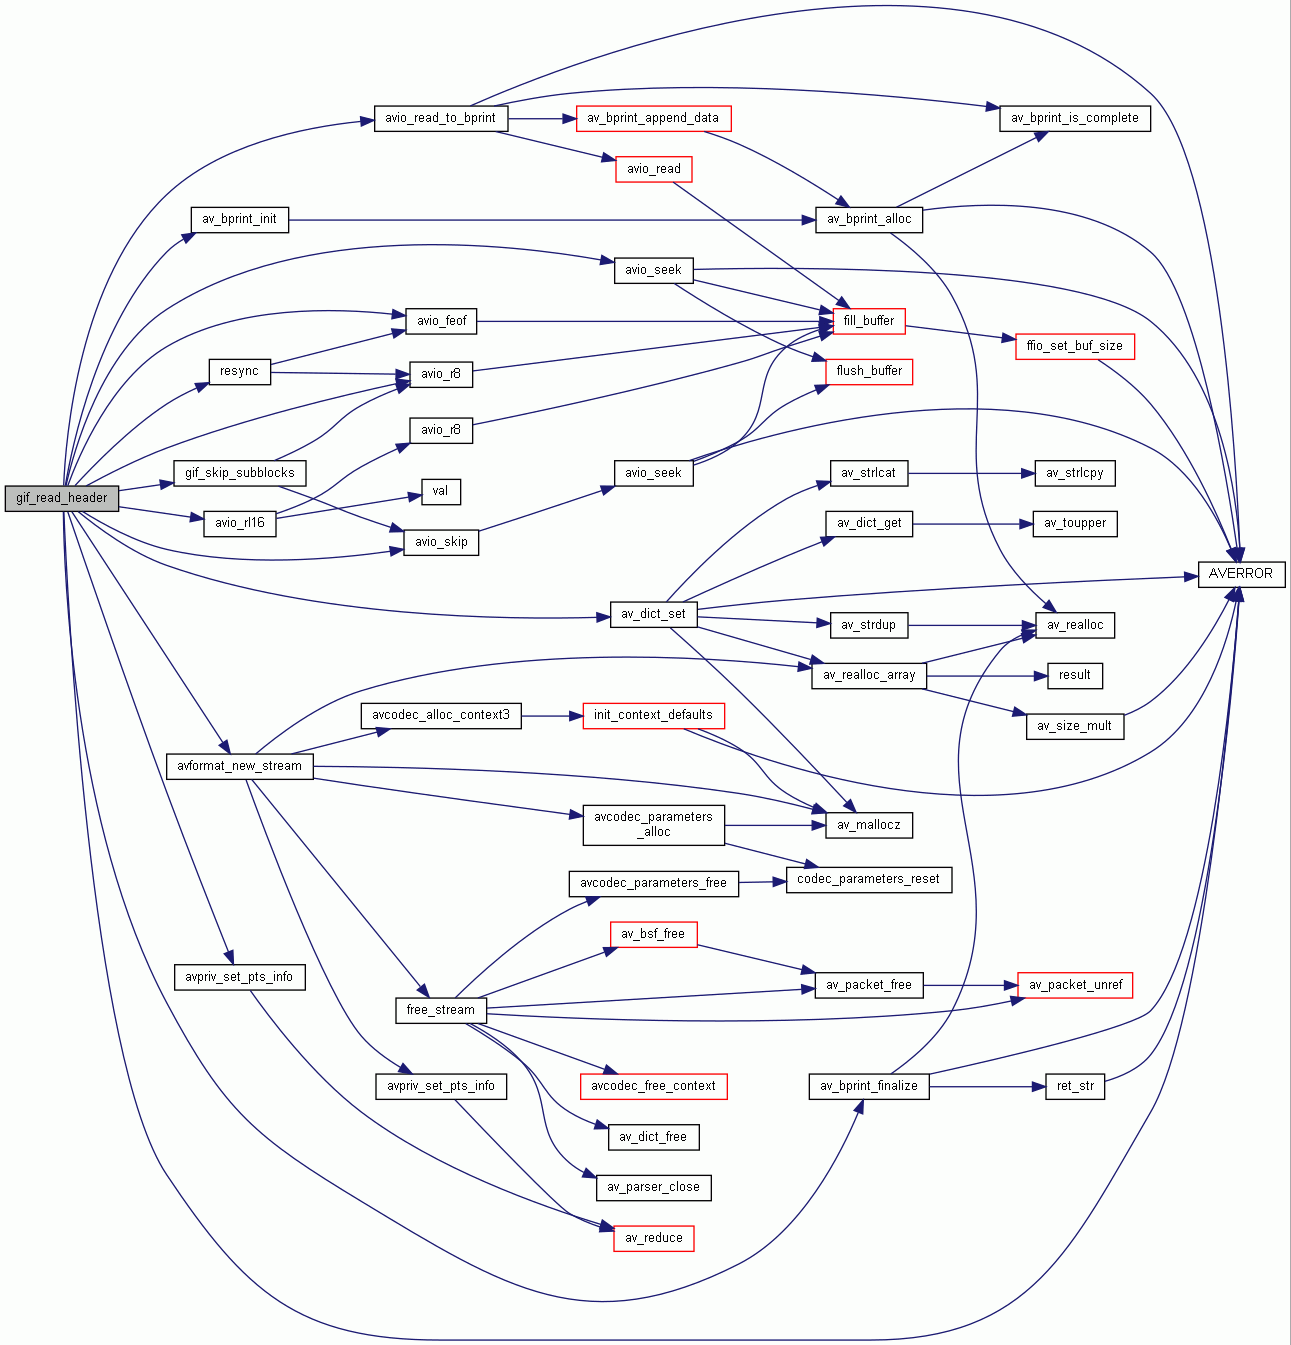 avio_read_to_bprint
av_bprint_append_data
av_bprint_is_complete
avio_read
av_bprint_init
av_bprint_alloc
avio_seek
avio_feof
fill_buffer
ffio_set_buf_size
resync
avio_r8
flush_buffer
avio_r8
gif_skip_subblocks
avio_seek
av_strlcat
av_strlcpy
gif_read_header
val
avio_rl16
av_dict_get
av_toupper
avio_skip
AVERROR
av_dict_set
av_strdup
av_realloc
av_realloc_array
result
avcodec_alloc_context3
init_context_defaults
av_size_mult
avformat_new_stream
avcodec_parameters
_alloc
av_mallocz
avcodec_parameters_free
codec_parameters_reset
av_bsf_free
avpriv_set_pts_info
av_packet_free
av_packet_unref
free_stream
avpriv_set_pts_info
avcodec_free_context
av_bprint_finalize
ret_str
av_dict_free
av_parser_close
av_reduce